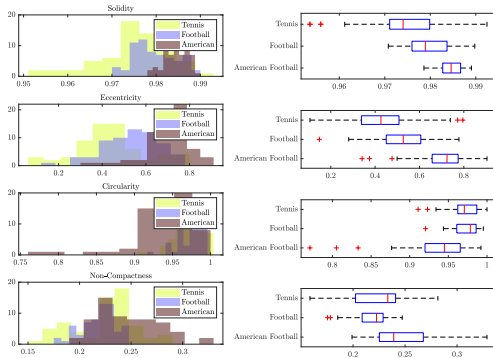 Solidity
20
10
0
0.95 0.96 0.97 0.98 0.99
Tennis
Football
American
Tennis
Football
American Football
0.96 0.97 0.98 0.99
Eccentricity
20
10
0
0 0.2 0.4 0.6 0.8
Tennis
Football
American
Tennis
Football
American Football
0.2 0.4 0.6 0.8
Circularity
20
10
0
0.75 0.8 0.85 0.9 0.95 1
Tennis
Football
American
Tennis
Football
American Football
0.8 0.85 0.9 0.95 1
Non-Compactness
20
10
0
0.15 0.2 0.25 0.3
Tennis
Football
American
Tennis
Football
American Football
0.2 0.25 0.3